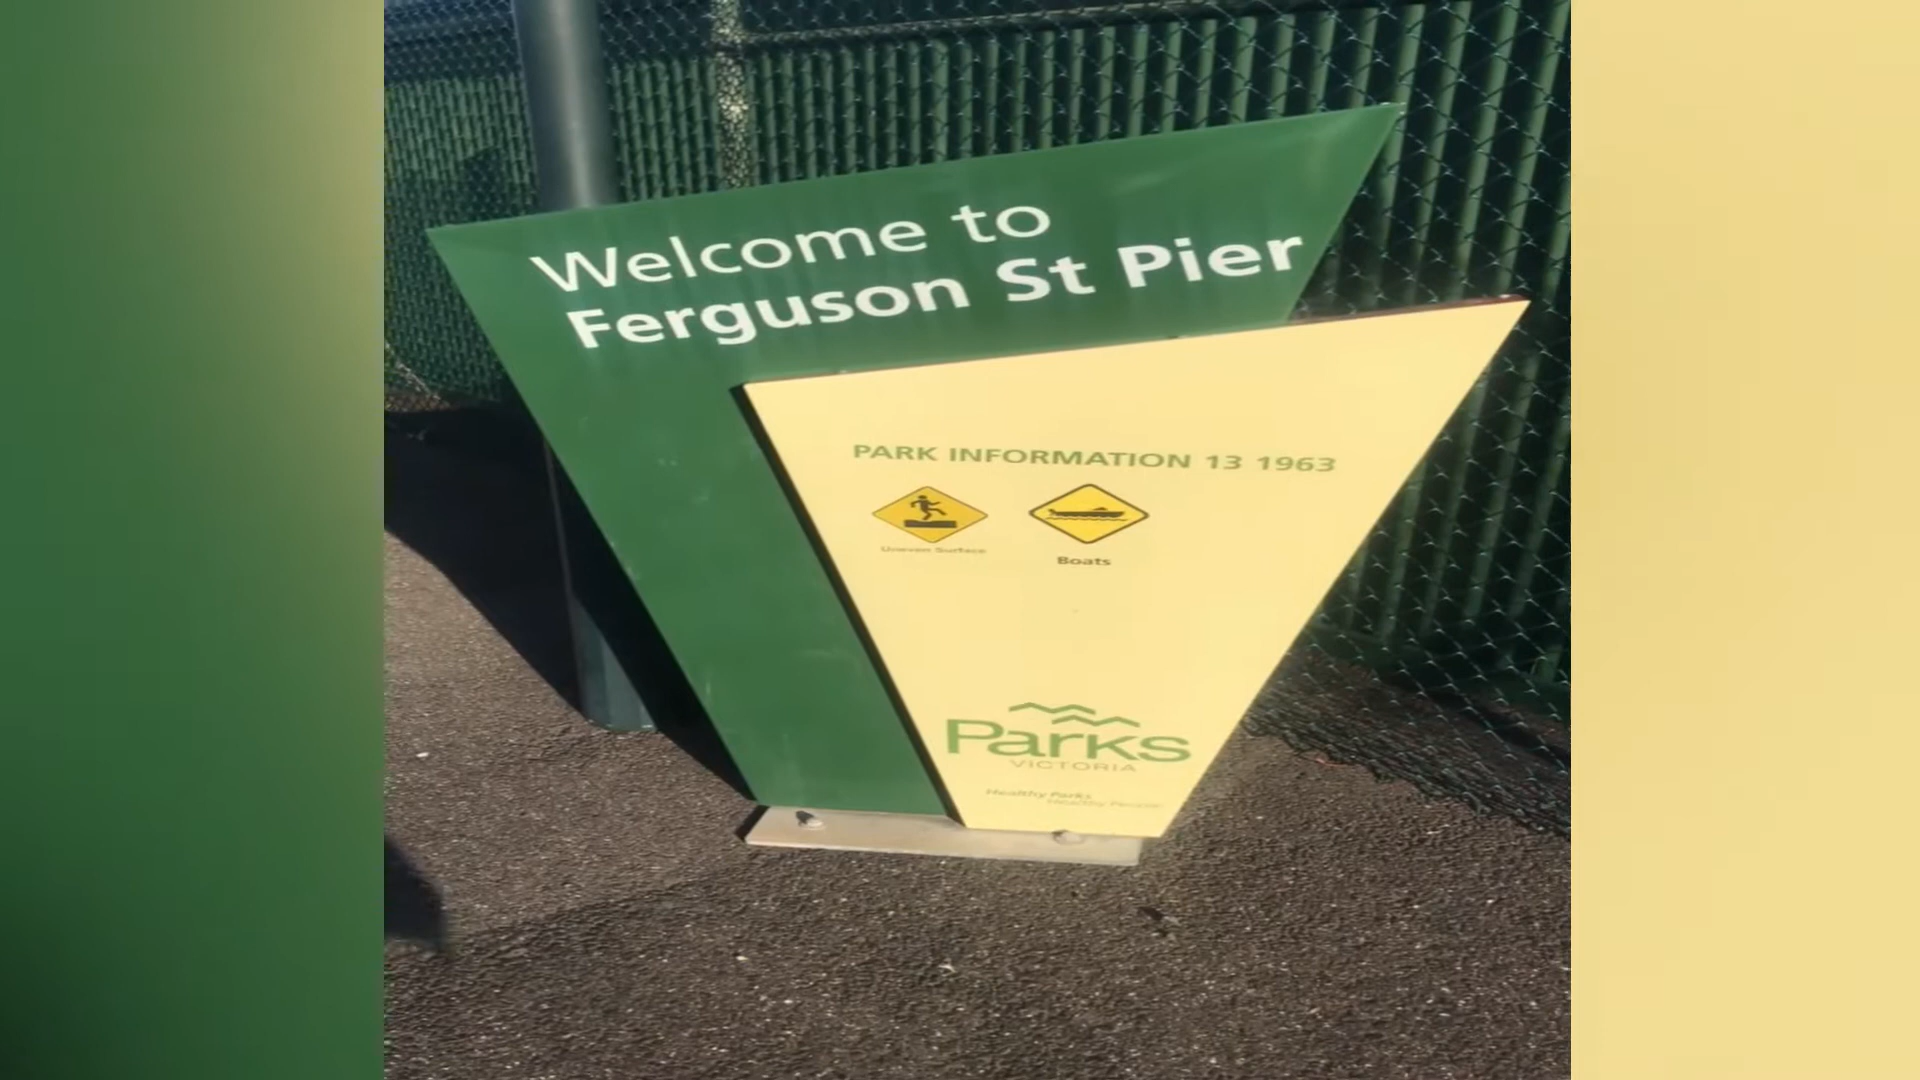 Welcome to
Ferguson St Pier
PARK INFORMATION 13 1963
Uneven Surface
Boats
Parks
VICTORIA
Healthy Parks
Healthy People